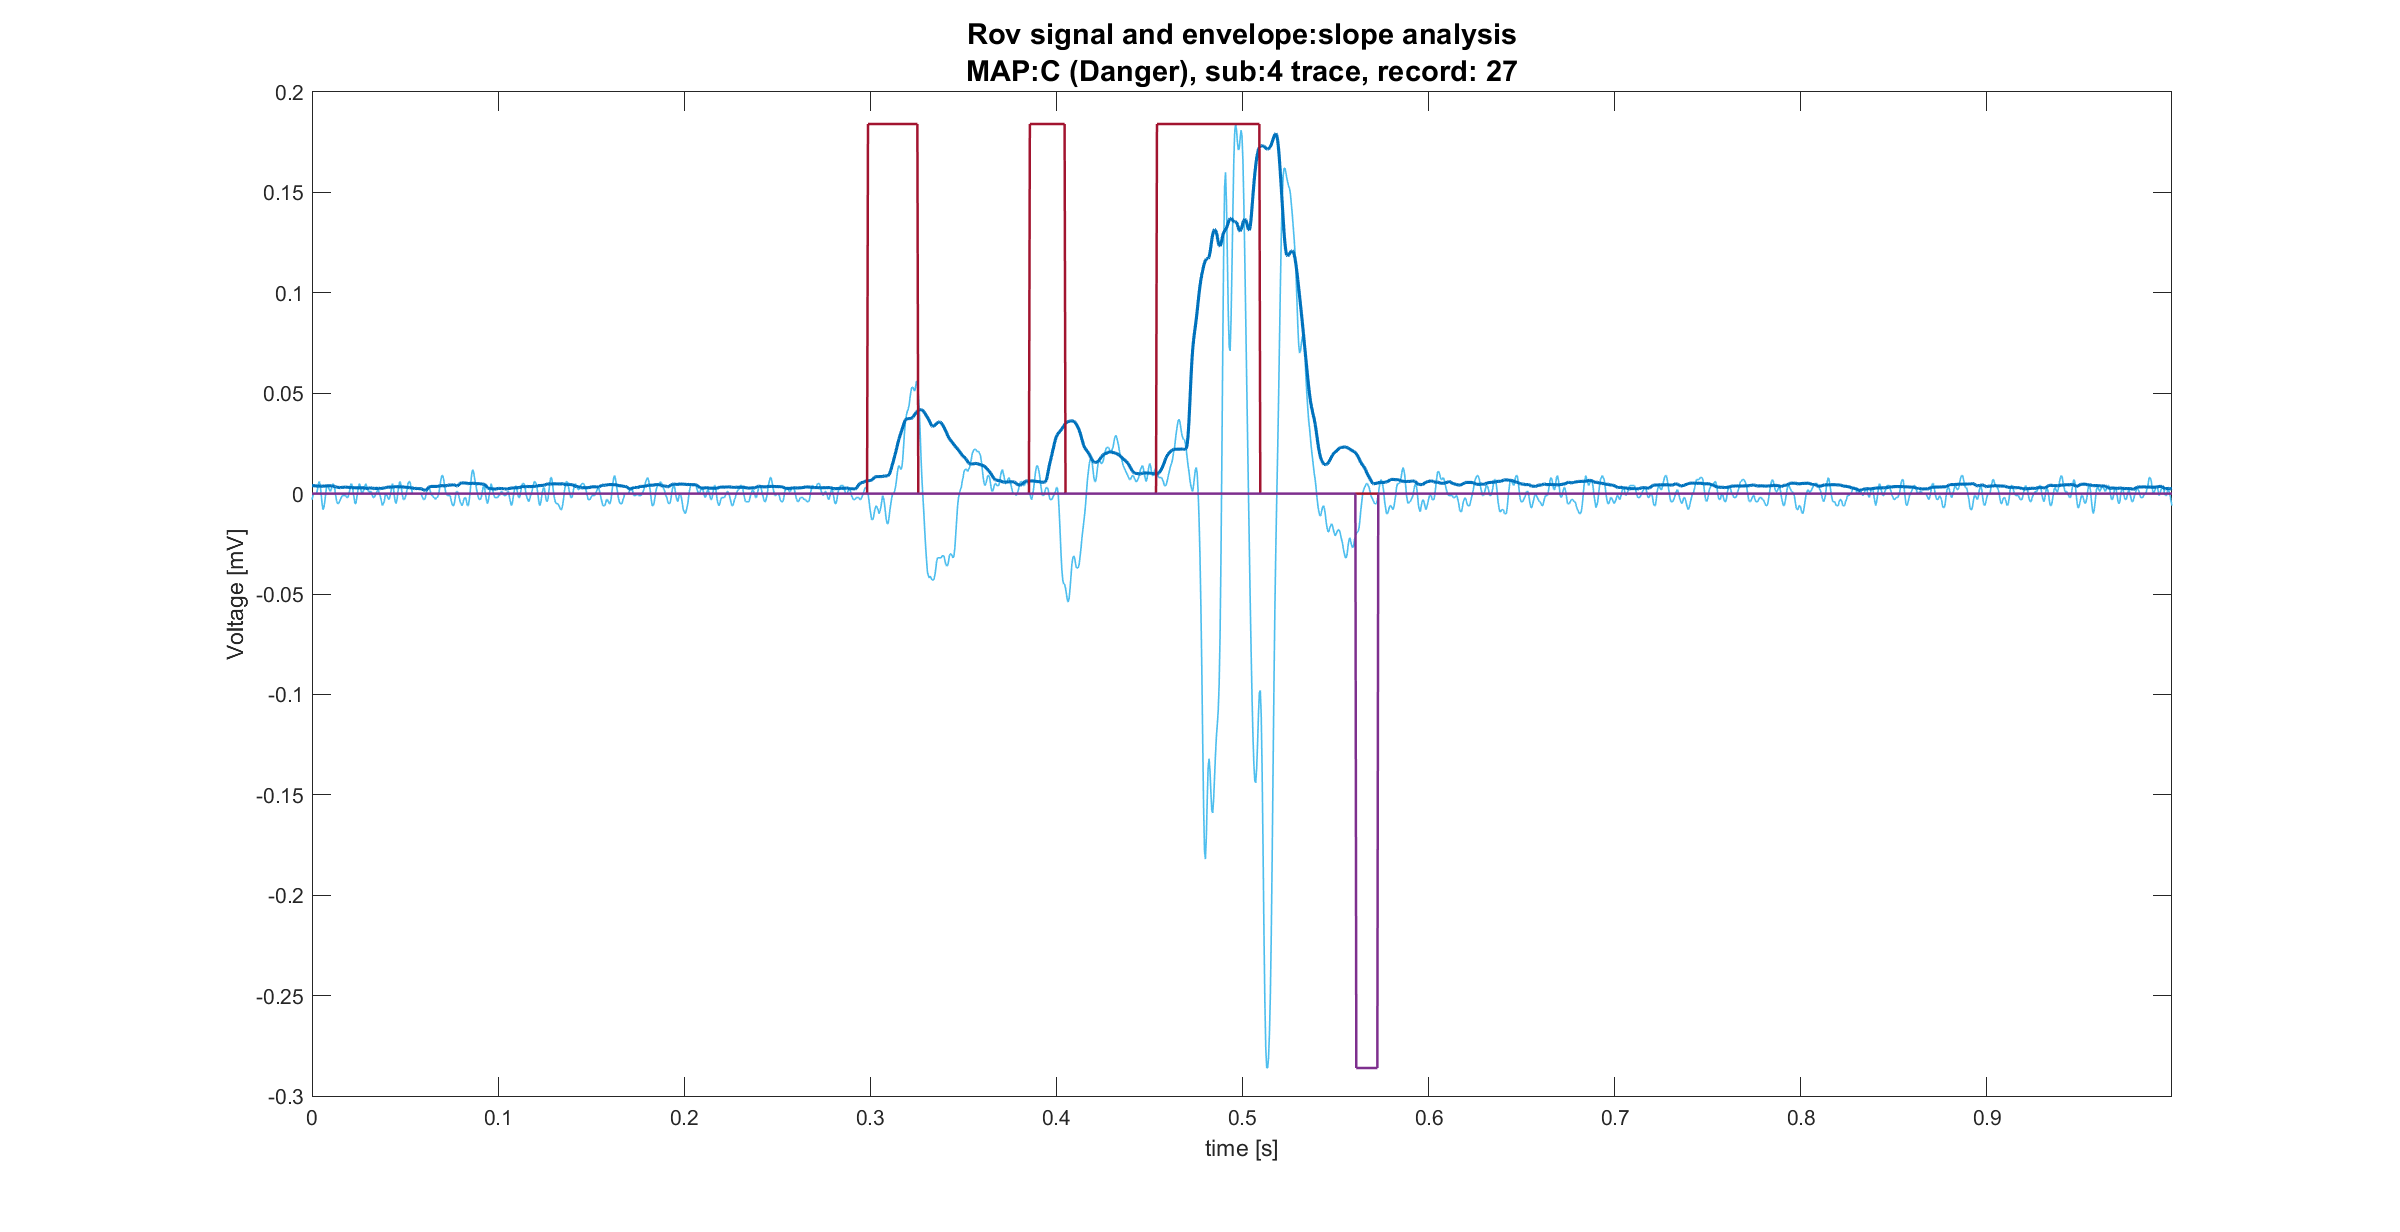 Rov signal and envelope:slope analysis
MAP:C (Danger), sub:4 trace, record: 27
0.2
0.15
0.1
0.05
0
-0.05
-0.1
-0.15
-0.2
-0.25
-0.3
Voltage [mV]
0 0.1 0.2 0.3 0.4 0.5 0.6 0.7 0.8 0.9
time [s]